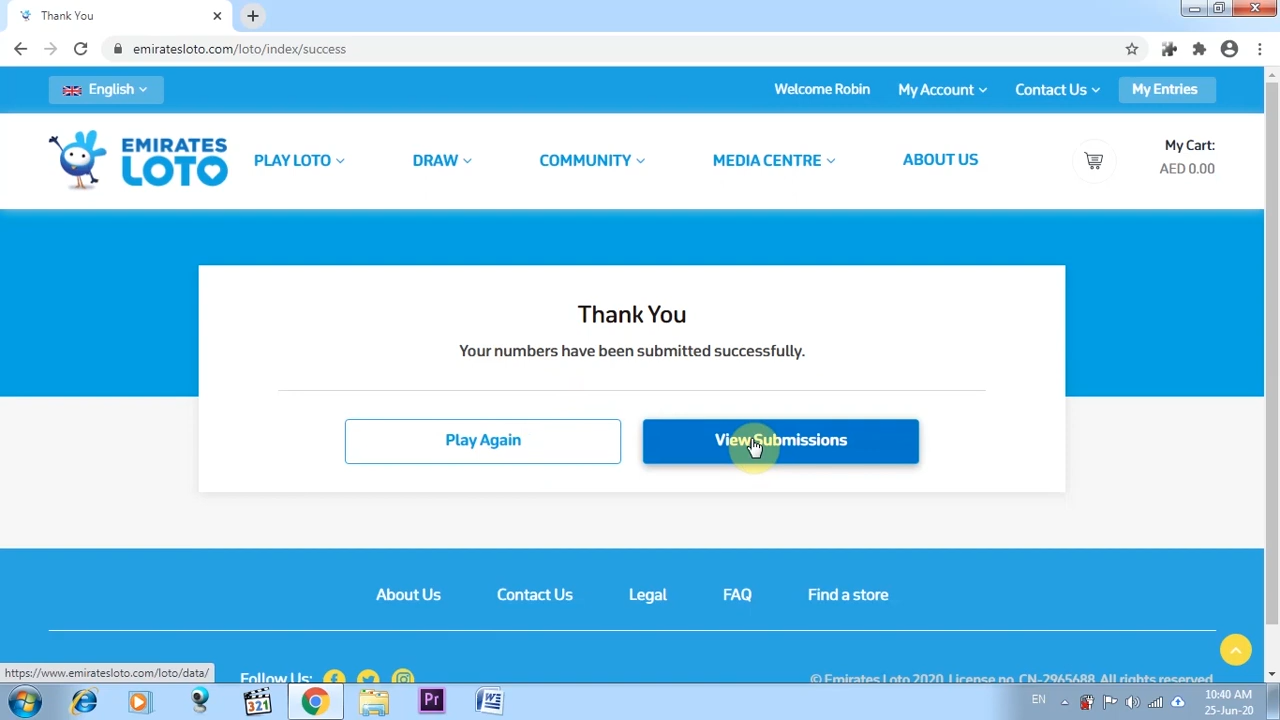 Thank You
emiratesloto.com/loto/index/success
English
Welcome Robin
My Account
Contact Us
My Entries
EMIRATES
LOTO
PLAY LOTO
DRAW
COMMUNITY
MEDIA CENTRE
ABOUT US
My Cart:
AED 0.00
Thank You
Your numbers have been submitted successfully.
Play Again
View Submissions
About Us
Contact Us
Legal
FAQ
Find a store
https://www.emiratesloto.com/loto/data/
Follow Us:
© Emirates Loto 2020. License no. CN-2965688. All rights reserved
321
Pr
EN
10:40 AM
25-Jun-20